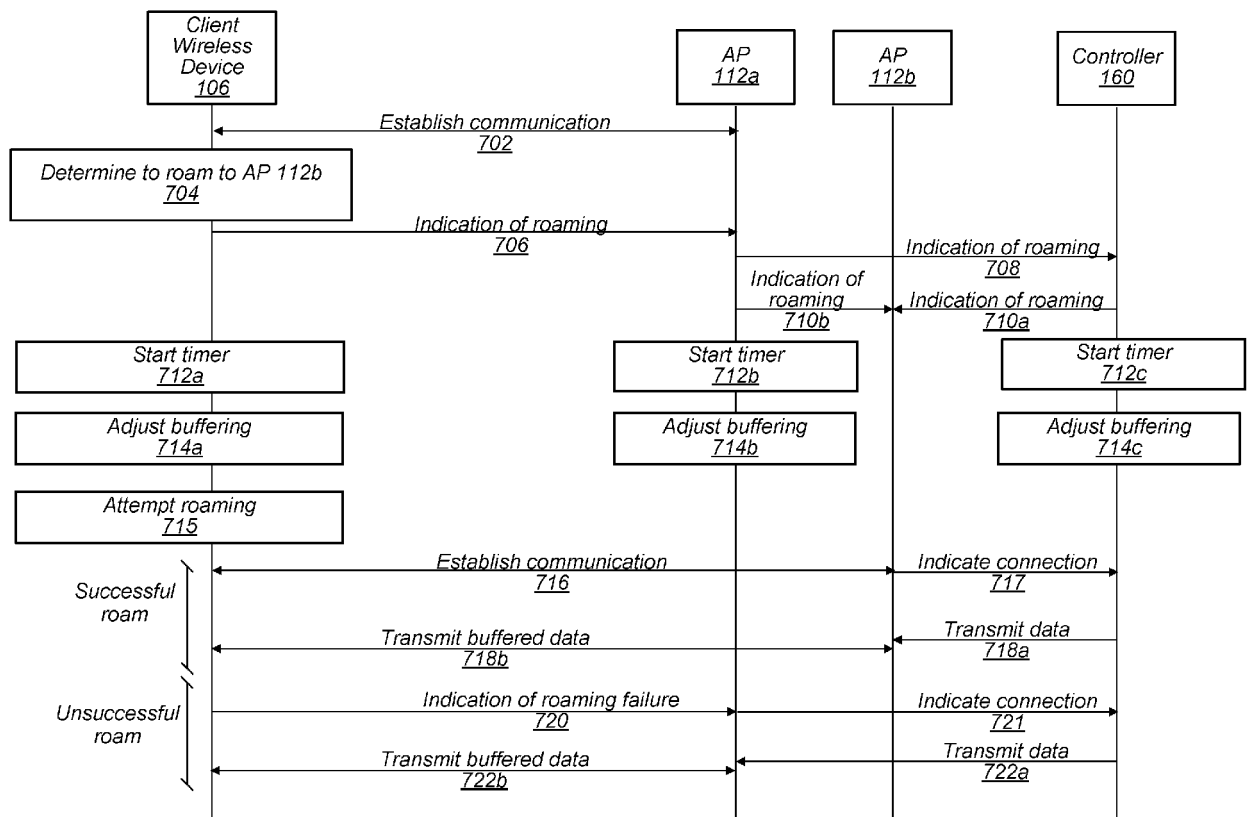 Client
Wireless
Device
106
AP
112a
AP
112b
Controller
160
Establish communication
702
Determine to roam to AP 112b
704
Indication of roaming
706
Indication of roaming
708
Indication of
roaming
710b
Indication of roaming
710a
Start timer
712a
Start timer
712b
Start timer
712c
Adjust buffering
714a
Adjust buffering
714b
Adjust buffering
714c
Attempt roaming
715
Successful
roam
Establish communication
716
Indicate connection
717
Transmit buffered data
718b
Transmit data
718a
Unsuccessful
roam
Indication of roaming failure
720
Indicate connection
721
Transmit buffered data
722b
Transmit data
722a